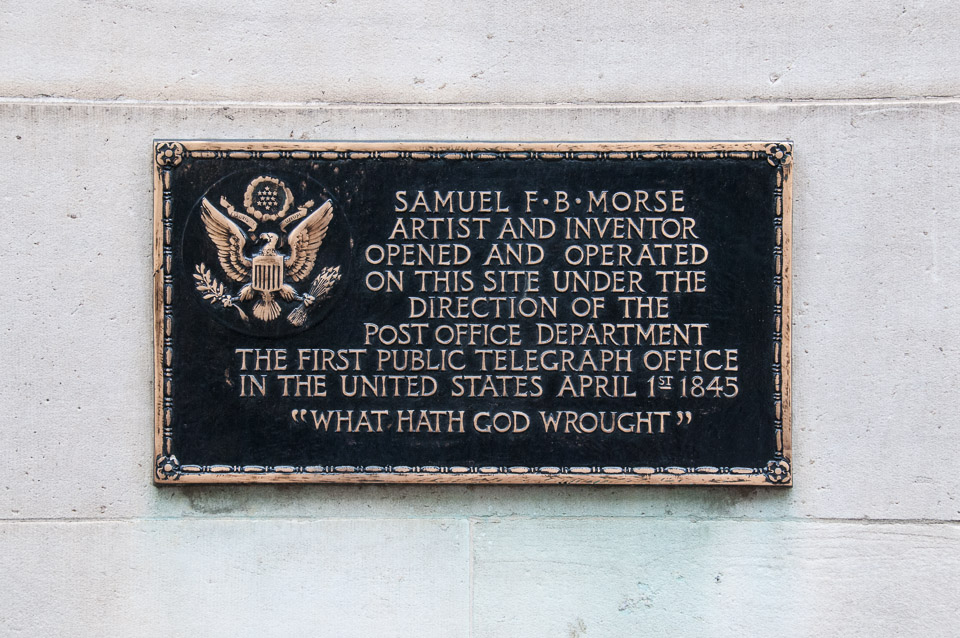 SAMUEL F·B·MORSE
ARTIST AND INVENTOR
OPENED AND OPERATED
ON THIS SITE UNDER THE
DIRECTION OF THE
POST OFFICE DEPARTMENT
THE FIRST PUBLIC TELEGRAPH OFFICE
IN THE UNITED STATES APRIL 1ST 1845
"WHAT HATH GOD WROUGHT"